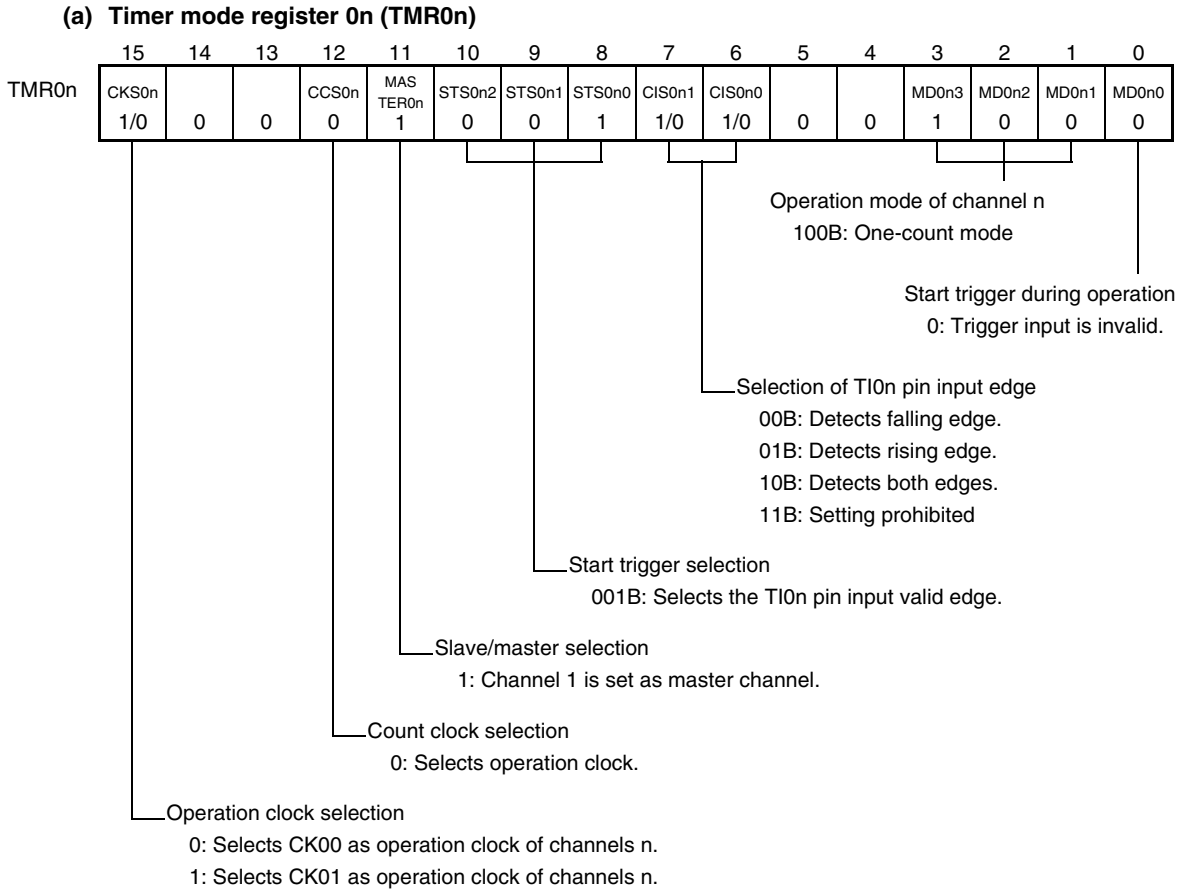 (a) Timer mode register 0n (TMR0n)
15 14 13 12 11 10 9 8 7 6 5 4 3 2 1 0
TMR0n CKS0n CCS0n MAS TER0n STS0n2 STS0n1 STS0n0 CIS0n1 CIS0n0 MD0n3 MD0n2 MD0n1 MD0n0
1/0 0 0 0 1 0 0 1 1/0 1/0 0 0 1 0 0 0
Operation mode of channel n
100B: One-count mode
Start trigger during operation
0: Trigger input is invalid.
Selection of TI0n pin input edge
00B: Detects falling edge.
01B: Detects rising edge.
10B: Detects both edges.
11B: Setting prohibited
Start trigger selection
001B: Selects the TI0n pin input valid edge.
Slave/master selection
1: Channel 1 is set as master channel.
Count clock selection
0: Selects operation clock.
Operation clock selection
0: Selects CK00 as operation clock of channels n.
1: Selects CK01 as operation clock of channels n.